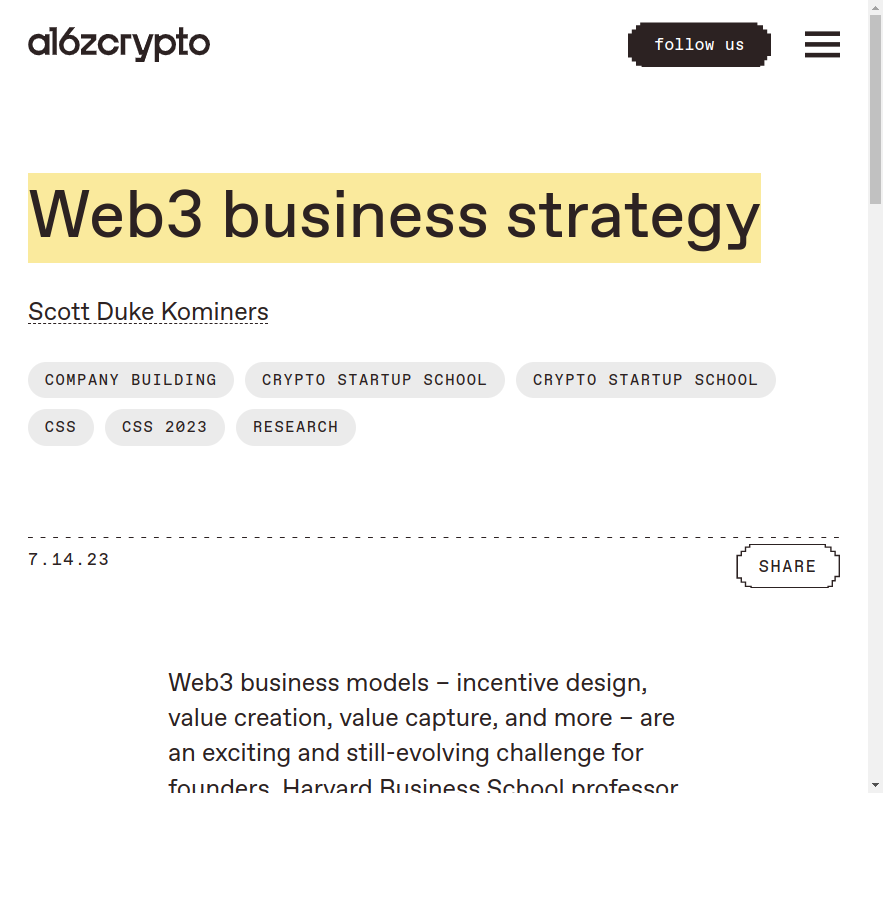 a16zcrypto
follow us
Web3 business strategy
Scott Duke Kominers
COMPANY BUILDING
CRYPTO STARTUP SCHOOL
CRYPTO STARTUP SCHOOL
CSS
CSS 2023
RESEARCH
7.14.23
SHARE
Web3 business models – incentive design,
value creation, value capture, and more – are
an exciting and still-evolving challenge for
founders. Harvard Business School professor